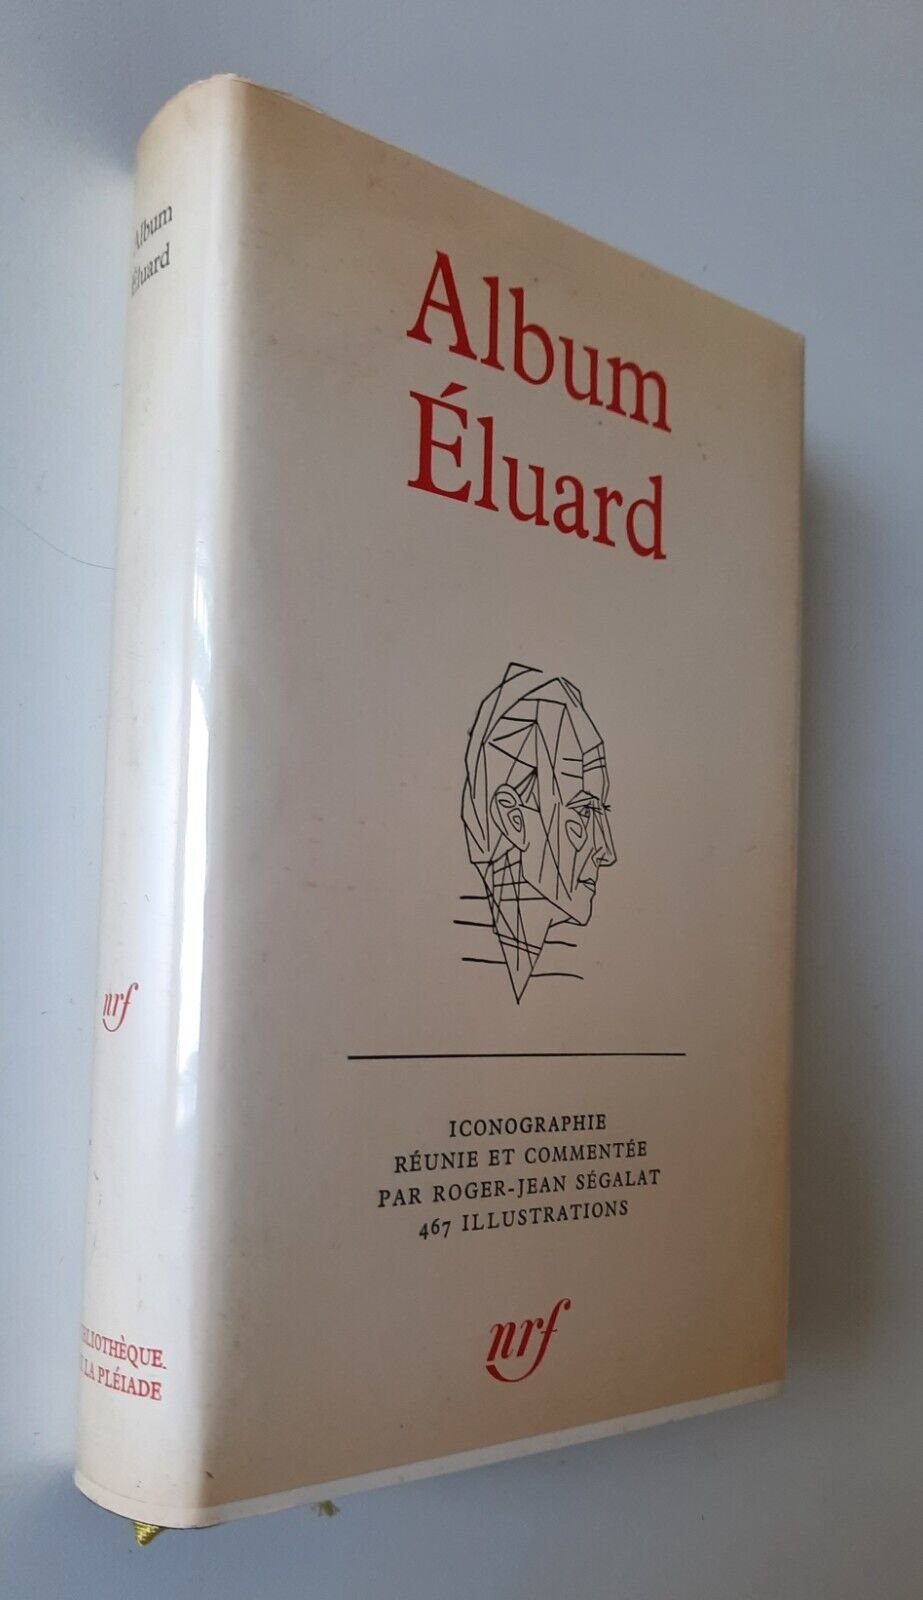 Album
Éluard
nrf
LA PLÉIADE
Album
Éluard
ICONOGRAPHIE
RÉUNIE ET COMMENTÉE
PAR ROGER-JEAN SÉGALAT
467 ILLUSTRATIONS
nrf